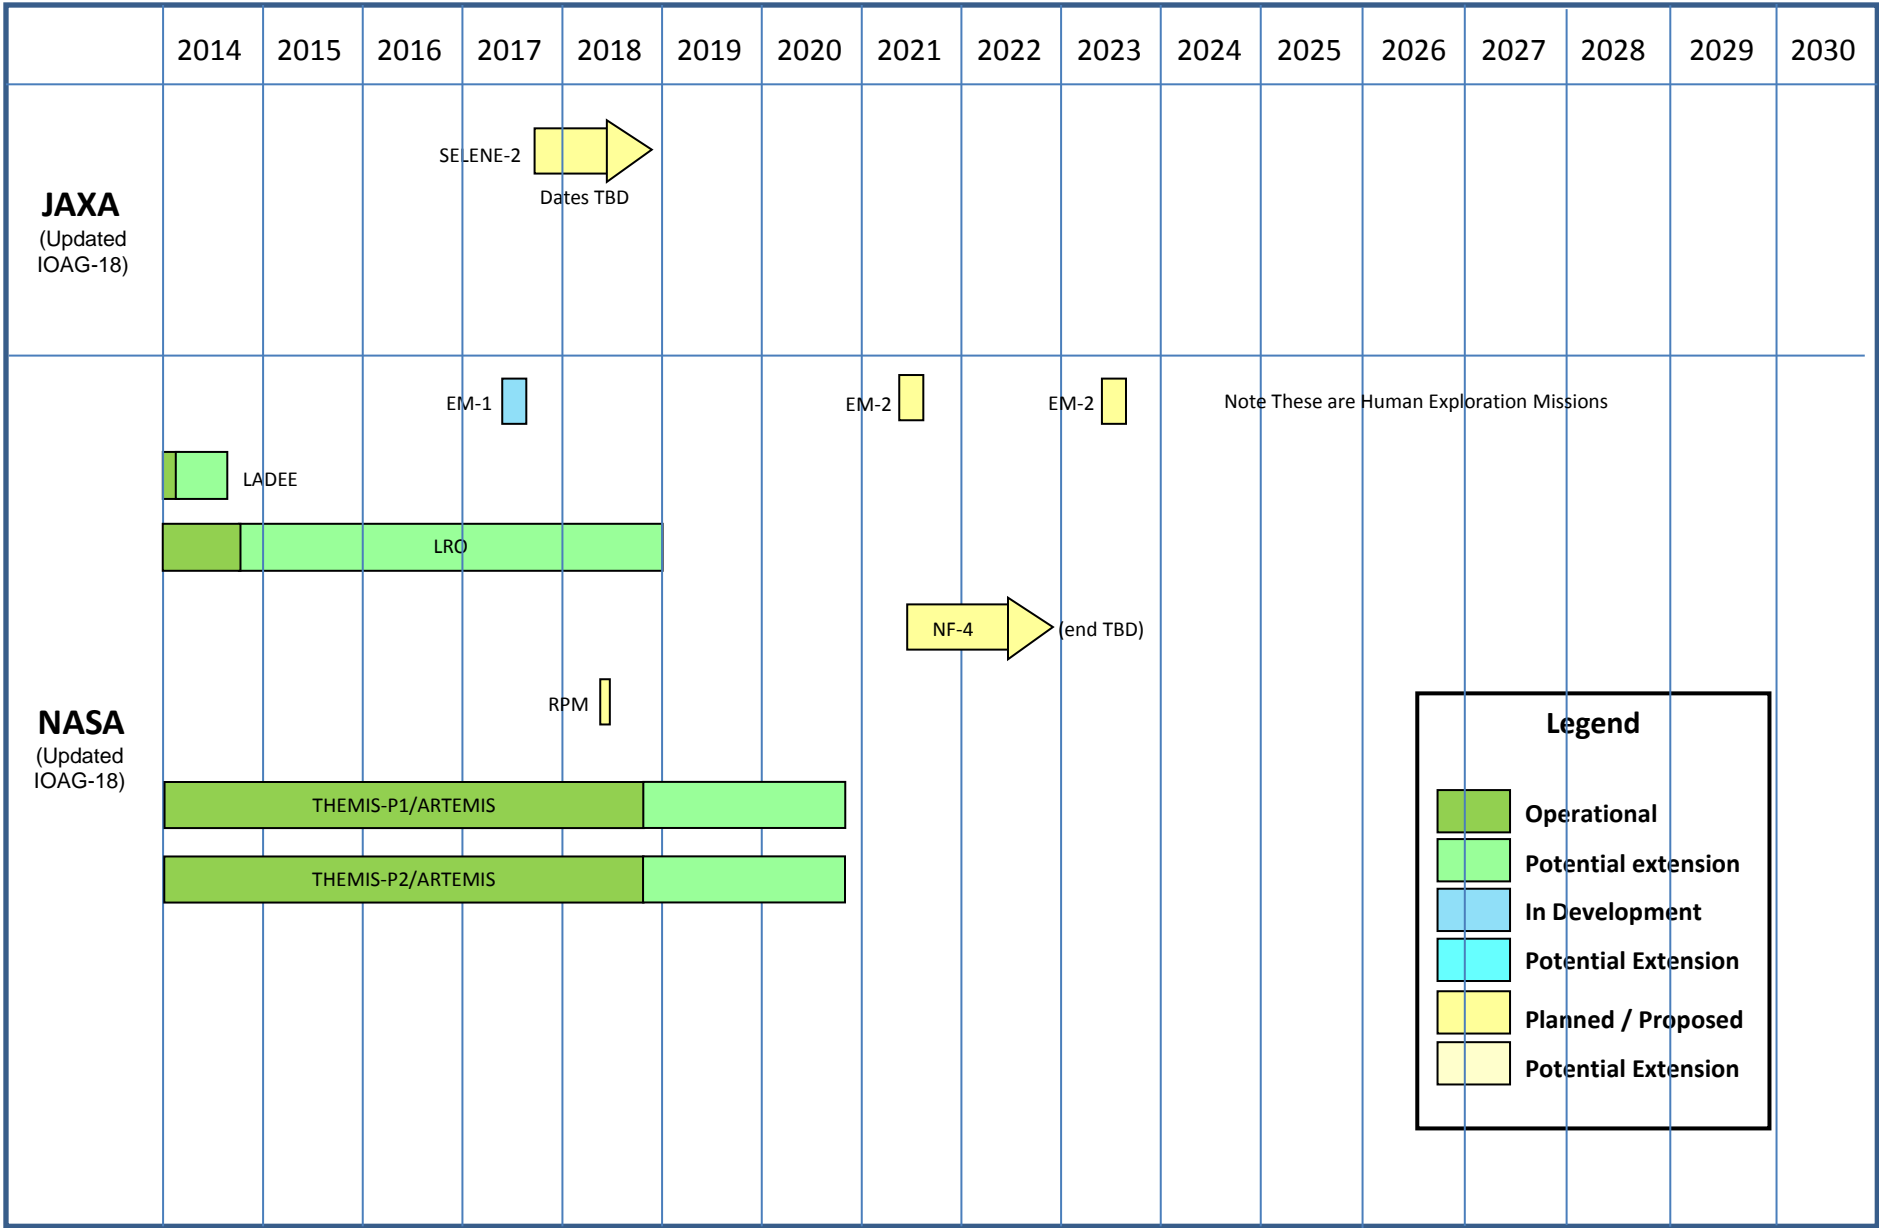 2014 2015 2016 2017 2018 2019 2020 2021 2022 2023 2024 2025 2026 2027 2028 2029 2030
SELENE-2
Dates TBD
JAXA
(Updated
IOAG-18)
EM-1
EM-2
EM-2
Note These are Human Exploration Missions
LADEE
LRO
NF-4
(end TBD)
RPM
NASA
(Updated
IOAG-18)
THEMIS-P1/ARTEMIS
THEMIS-P2/ARTEMIS
Legend
Operational
Potential extension
In Development
Potential Extension
Planned / Proposed
Potential Extension